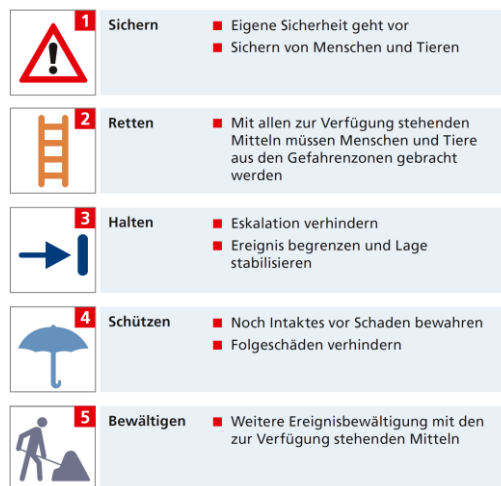 1
Sichern
Eigene Sicherheit geht vor
Sichern von Menschen und Tieren
2
Retten
Mit allen zur Verfügung stehenden
Mitteln müssen Menschen und Tiere
aus den Gefahrenzonen gebracht
werden
3
Halten
Eskalation verhindern
Ereignis begrenzen und Lage
stabilisieren
4
Schützen
Noch Intaktes vor Schaden bewahren
Folgeschäden verhindern
5
Bewältigen
Weitere Ereignisbewältigung mit den
zur Verfügung stehenden Mitteln